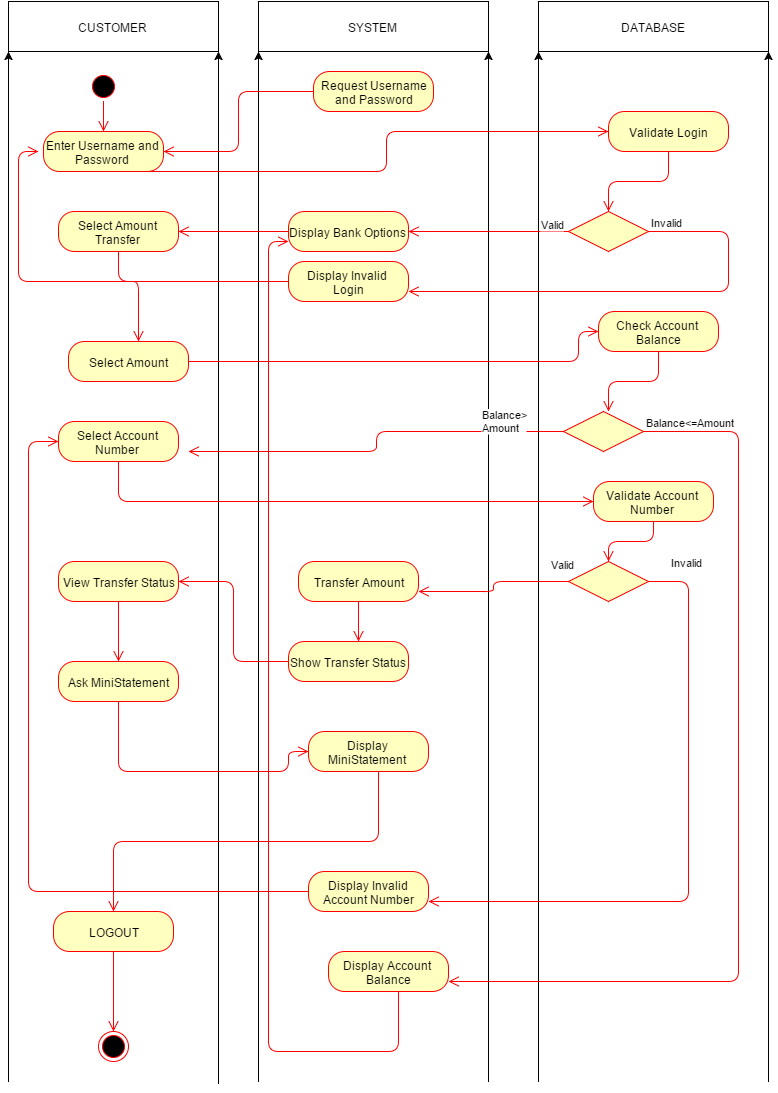 CUSTOMER
SYSTEM
DATABASE
Request Username
and Password
Enter Username and
Password
Validate Login
Select Amount
Transfer
Display Bank Options
Valid
Invalid
Display Invalid
Login
Check Account
Balance
Select Amount
Balance>
Amount
Balance<=Amount
Select Account
Number
Validate Account
Number
Valid
Invalid
View Transfer Status
Transfer Amount
Show Transfer Status
Ask MiniStatement
Display
MiniStatement
Display Invalid
Account Number
LOGOUT
Display Account
Balance